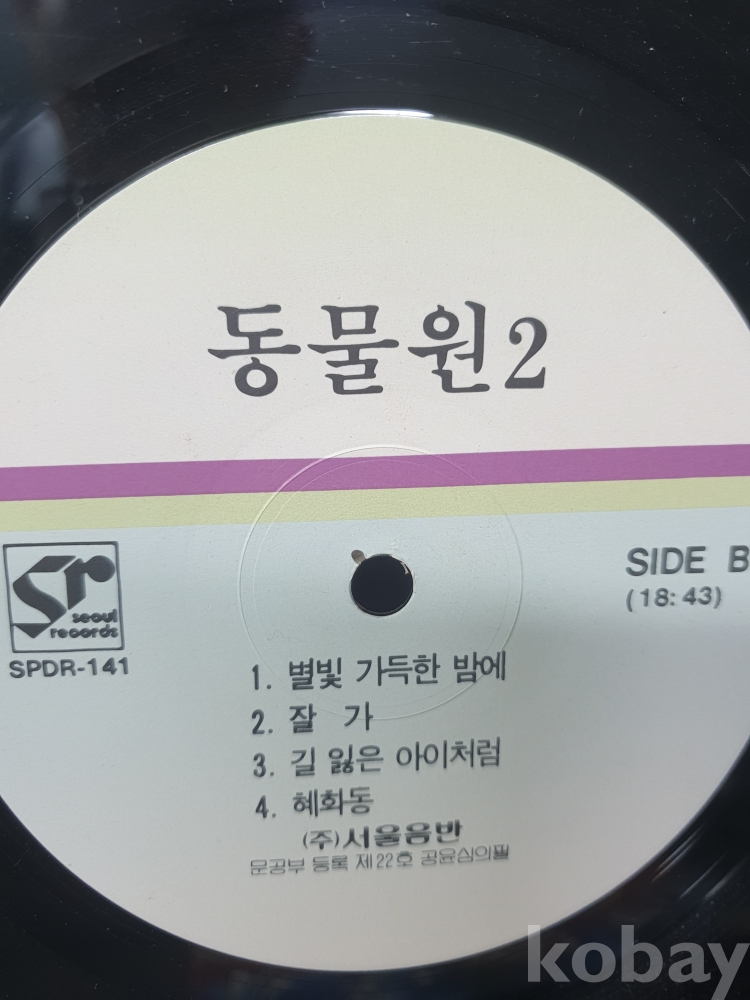 동물원2
sr
seoul
records
SPDR-141
SIDE B
(18:43)
1. 별빛 가득한 밤에
2. 잘 가
3. 길 잃은 아이처럼
4. 혜화동
(주)서울음반
문공부 등록 제22호 공윤심의필
kobay